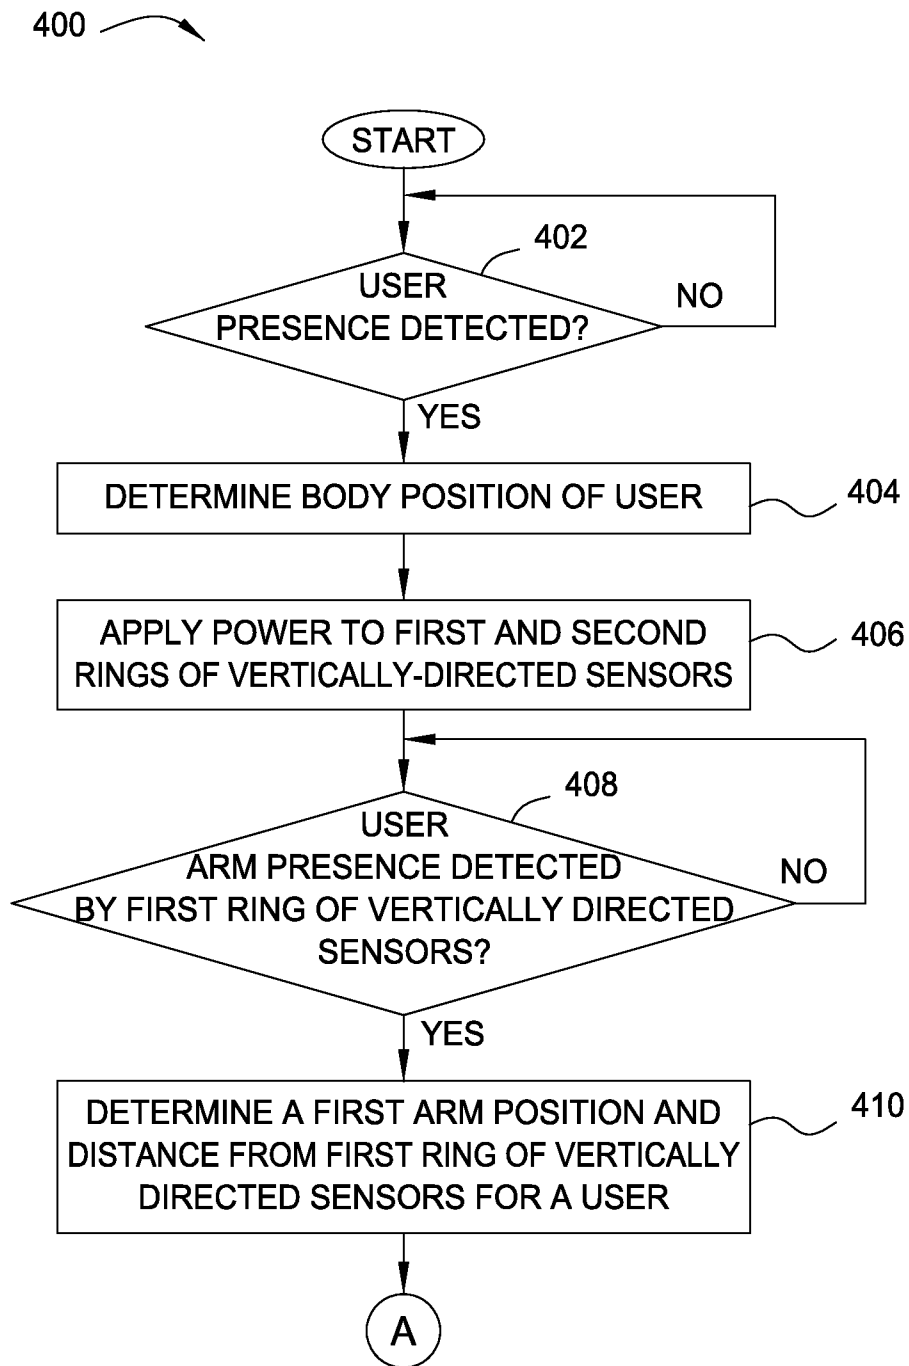 400
START
402
USER
PRESENCE DETECTED?
NO
YES
DETERMINE BODY POSITION OF USER
404
APPLY POWER TO FIRST AND SECOND
RINGS OF VERTICALLY-DIRECTED SENSORS
406
408
USER
ARM PRESENCE DETECTED
BY FIRST RING OF VERTICALLY DIRECTED
SENSORS?
NO
YES
DETERMINE A FIRST ARM POSITION AND
DISTANCE FROM FIRST RING OF VERTICALLY
DIRECTED SENSORS FOR A USER
410
A